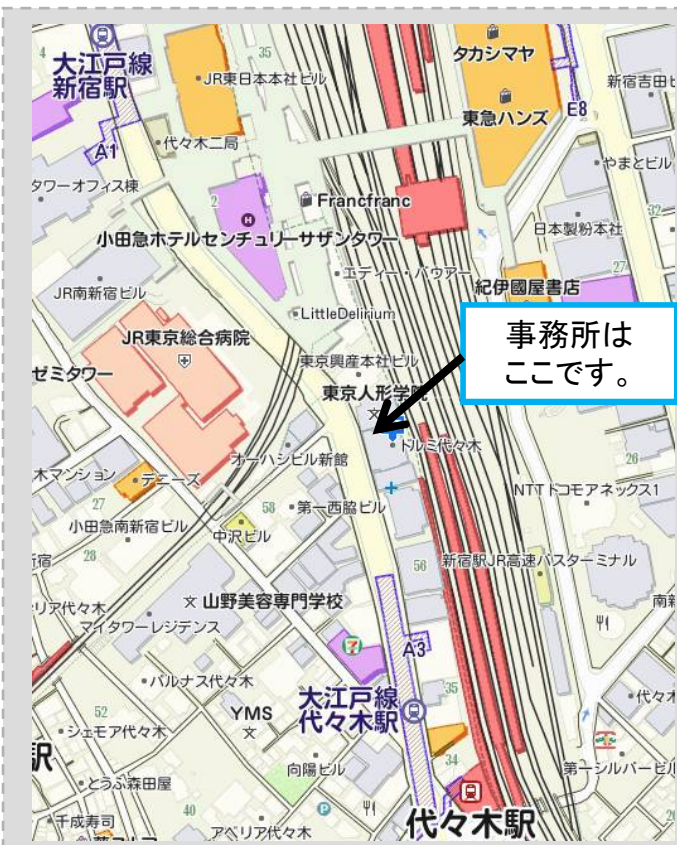 4
大江戸線
新宿駅
35
JR東日本本社ビル
タカシマヤ
東急ハンズ
E8
新宿吉田ビ
A1
代々木二局
やまとビル
タワーオフィス棟
2
Francfranc
32
日本製粉本社
小田急ホテルセンチュリーサザンタワー
エディー・バウアー
27
JR南新宿ビル
紀伊國屋書店
LittleDelirium
事務所は
ここです。
JR東京総合病院
東京興産本社ビル
ゼミタワー
東京人形学院
ドルミ代々木
オーハシビル新館
26
木マンション
デニーズ
NTTドコモアネックス1
27
58
第一西脇ビル
小田急南新宿ビル
中沢ビル
宿
28
56
新宿駅JR高速バスターミナル
リア代々木
山野美容専門学校
南新
マイタワーレジデンス
A3
バルナス代々木
35
大江戸線
代々木駅
代々木
52
YMS
シェモア代々木
駅
向陽ビル
34
第一シルバービル
とうふ森田屋
40
P
代々木駅
千成寿司
アベリア代々木